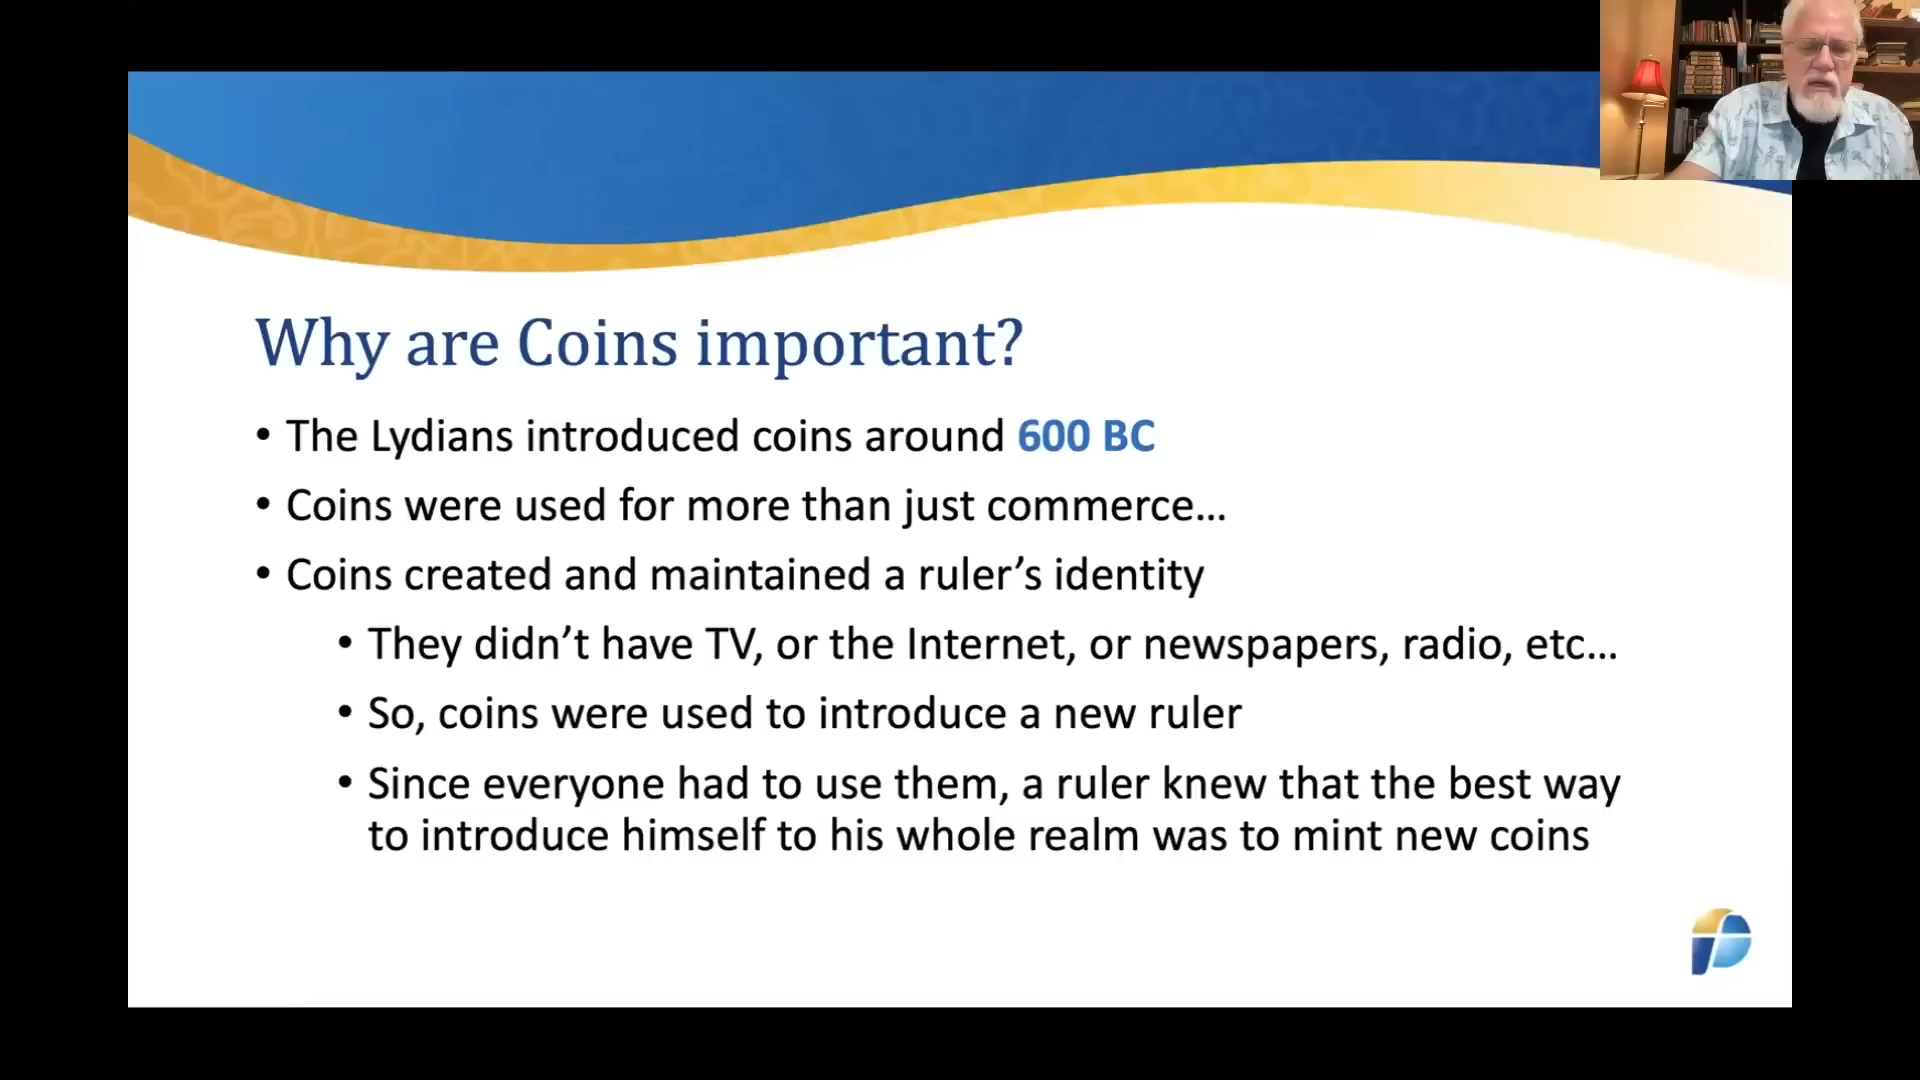 Why are Coins important?
• The Lydians introduced coins around 600 BC
• Coins were used for more than just commerce...
• Coins created and maintained a ruler’s identity
• They didn’t have TV, or the Internet, or newspapers, radio, etc...
• So, coins were used to introduce a new ruler
• Since everyone had to use them, a ruler knew that the best way
to introduce himself to his whole realm was to mint new coins